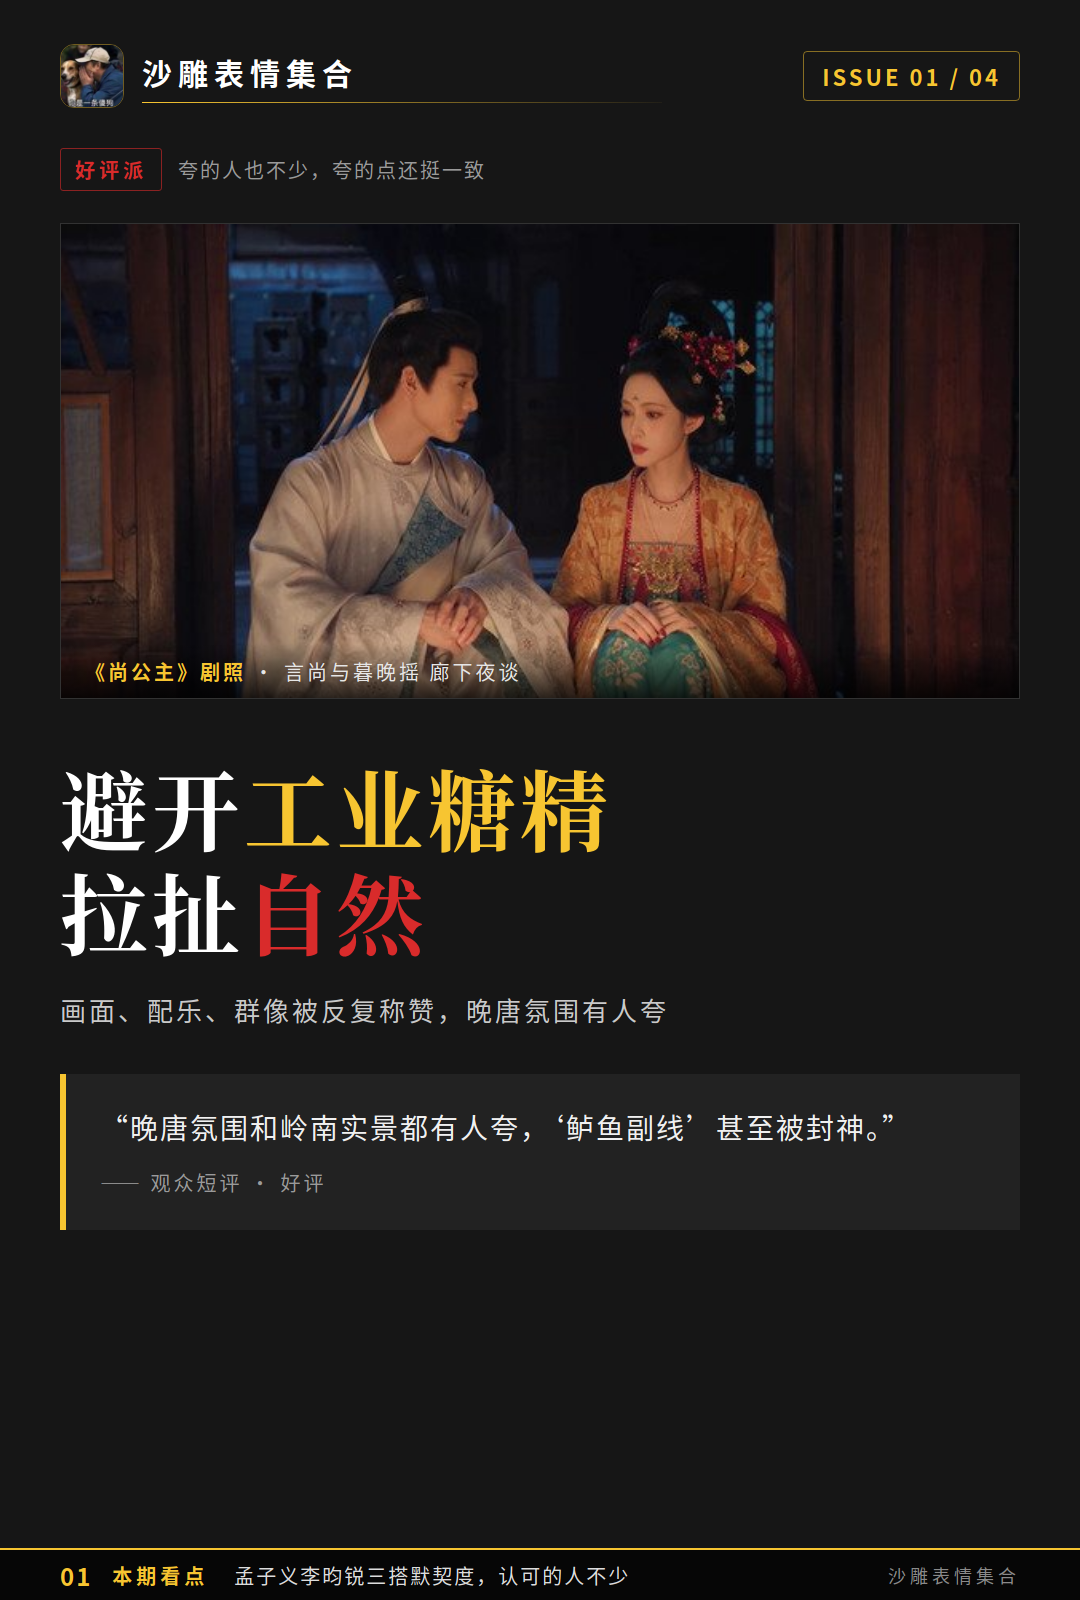 沙雕表情集合
ISSUE 01 / 04
好评派 夸的人也不少，夸的点还挺一致
《尚公主》剧照 · 言尚与暮晚摇 廊下夜谈
避开工业糖精
拉扯自然
画面、配乐、群像被反复称赞，晚唐氛围有人夸
“晚唐氛围和岭南实景都有人夸，‘鲈鱼副线’甚至被封神。”
—— 观众短评 · 好评
01 本期看点 孟子义李昀锐三搭默契度，认可的人不少
沙雕表情集合